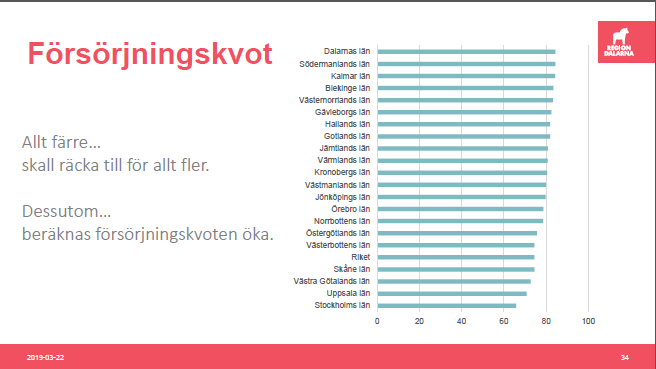 Försörjningskvot
REGION
DALARNA
Allt färre…
skall räcka till för allt fler.
Dessutom…
beräknas försörjningskvoten öka.
Dalarnas län
Södermanlands län
Kalmar län
Blekinge län
Västernorrlands län
Gävleborgs län
Hallands län
Gotlands län
Jämtlands län
Värmlands län
Kronobergs län
Västmanlands län
Jönköpings län
Örebro län
Norrbottens län
Östergötlands län
Västerbottens län
Riket
Skåne län
Västra Götalands län
Uppsala län
Stockholms län
0 20 40 60 80 100
2019-03-22
34